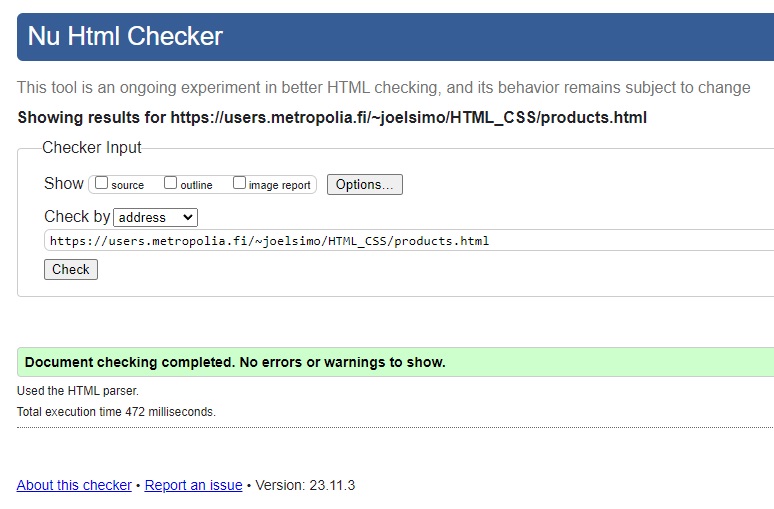 Nu Html Checker
This tool is an ongoing experiment in better HTML checking, and its behavior remains subject to change
Showing results for https://users.metropolia.fi/~joelsimo/HTML_CSS/products.html
Checker Input
Show source outline image report Options...
Check by address
https://users.metropolia.fi/~joelsimo/HTML_CSS/products.html
Check
Document checking completed. No errors or warnings to show.
Used the HTML parser.
Total execution time 472 milliseconds.
About this checker • Report an issue • Version: 23.11.3